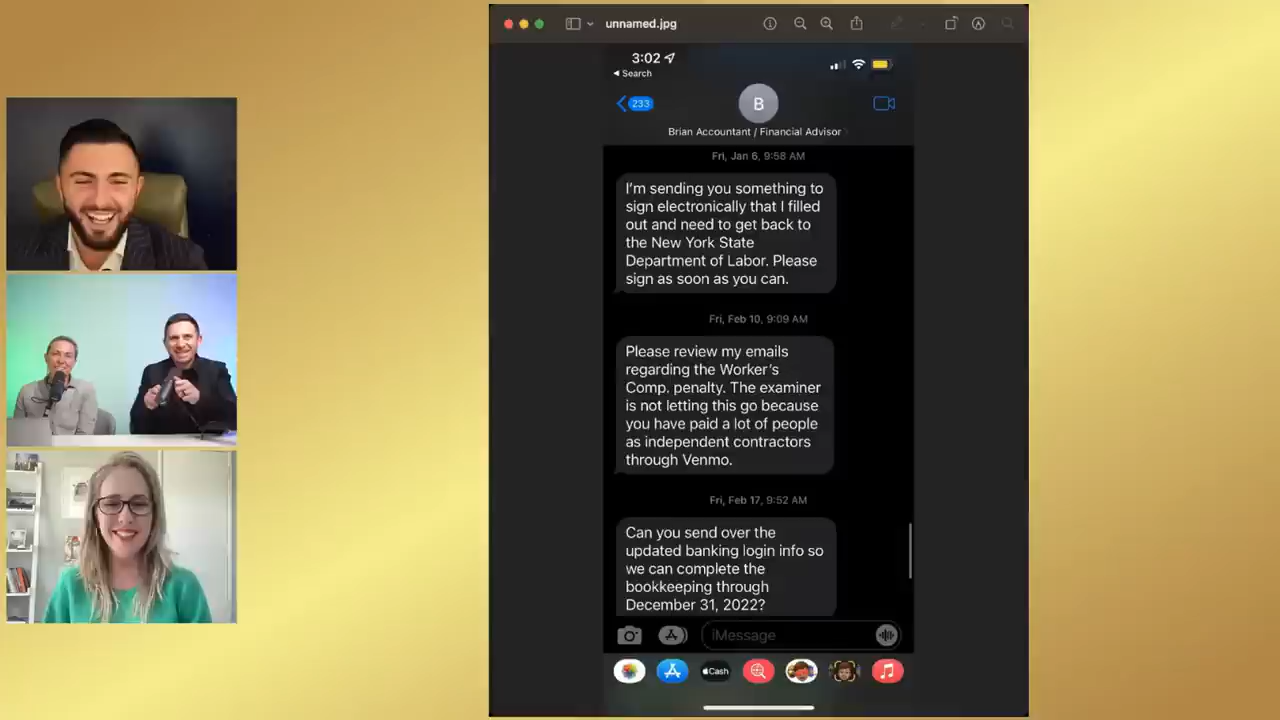 unnamed.jpg
3:02
Search
233
B
Brian Accountant / Financial Advisor
Fri, Jan 6, 9:58 AM
I'm sending you something to
sign electronically that I filled
out and need to get back to
the New York State
Department of Labor. Please
sign as soon as you can.
Fri, Feb 10, 9:09 AM
Please review my emails
regarding the Worker's
Comp. penalty. The examiner
is not letting this go because
you have paid a lot of people
as independent contractors
through Venmo.
Fri, Feb 17, 9:52 AM
Can you send over the
updated banking login info so
we can complete the
bookkeeping through
December 31, 2022?
iMessage
Cash